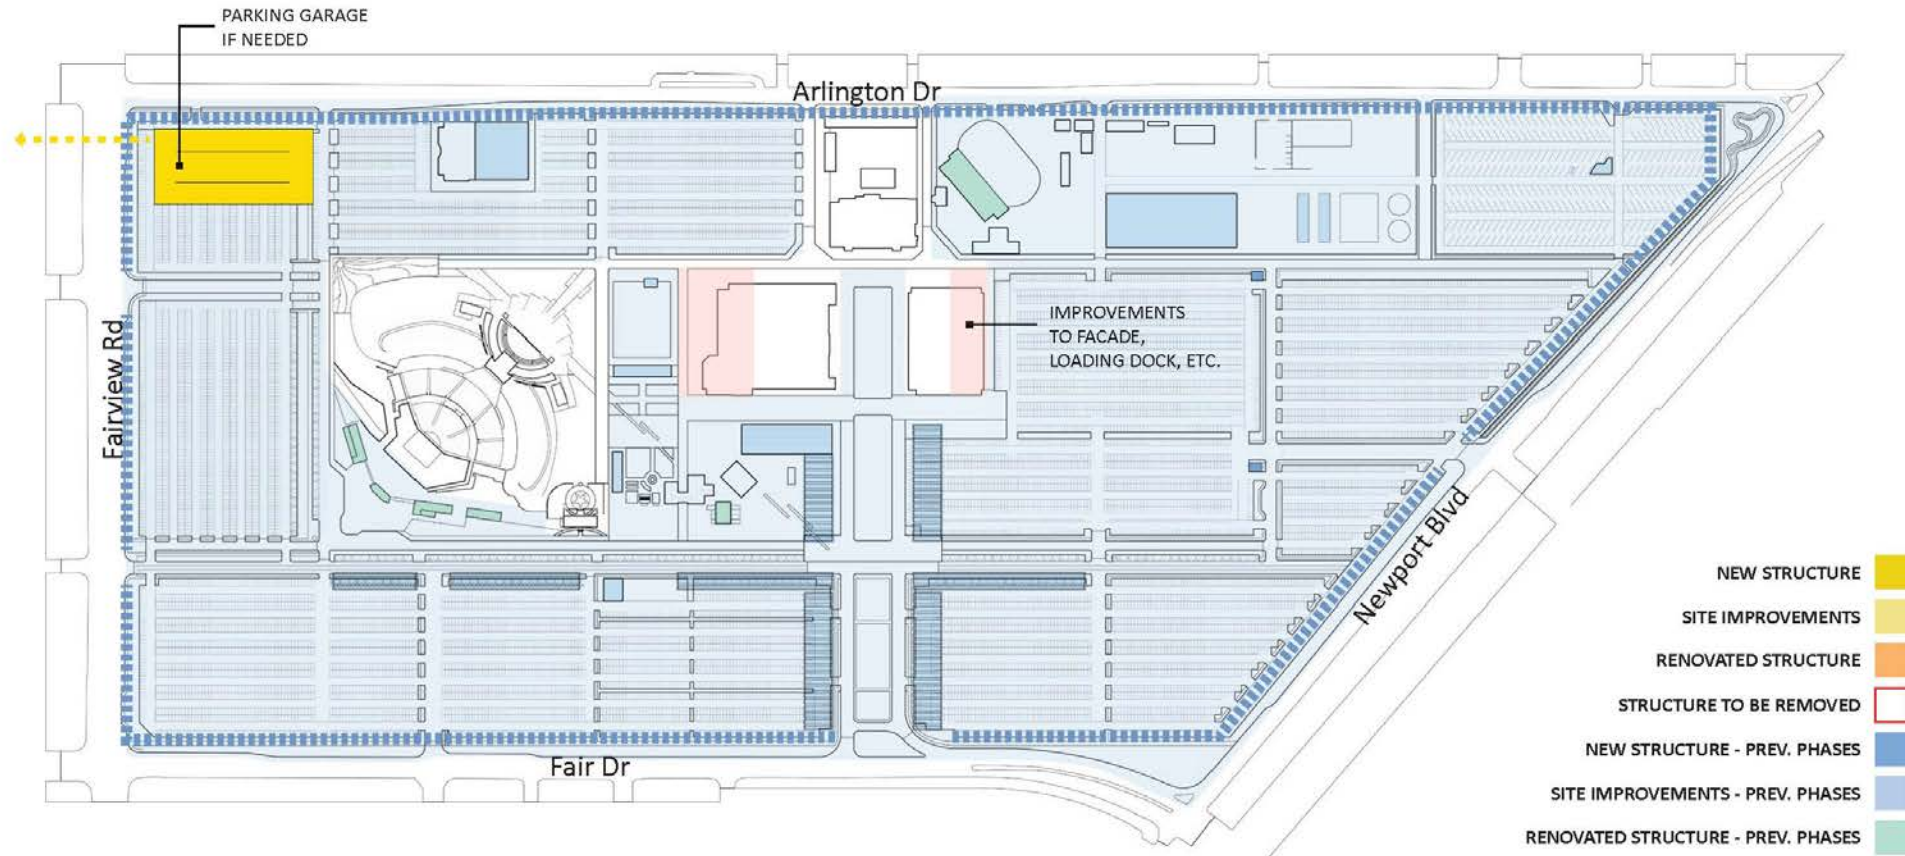 PARKING GARAGE
IF NEEDED
Arlington Dr
Fairview Rd
IMPROVEMENTS
TO FACADE,
LOADING DOCK, ETC.
Newport Blvd
Fair Dr
NEW STRUCTURE
SITE IMPROVEMENTS
RENOVATED STRUCTURE
STRUCTURE TO BE REMOVED
NEW STRUCTURE - PREV. PHASES
SITE IMPROVEMENTS - PREV. PHASES
RENOVATED STRUCTURE - PREV. PHASES